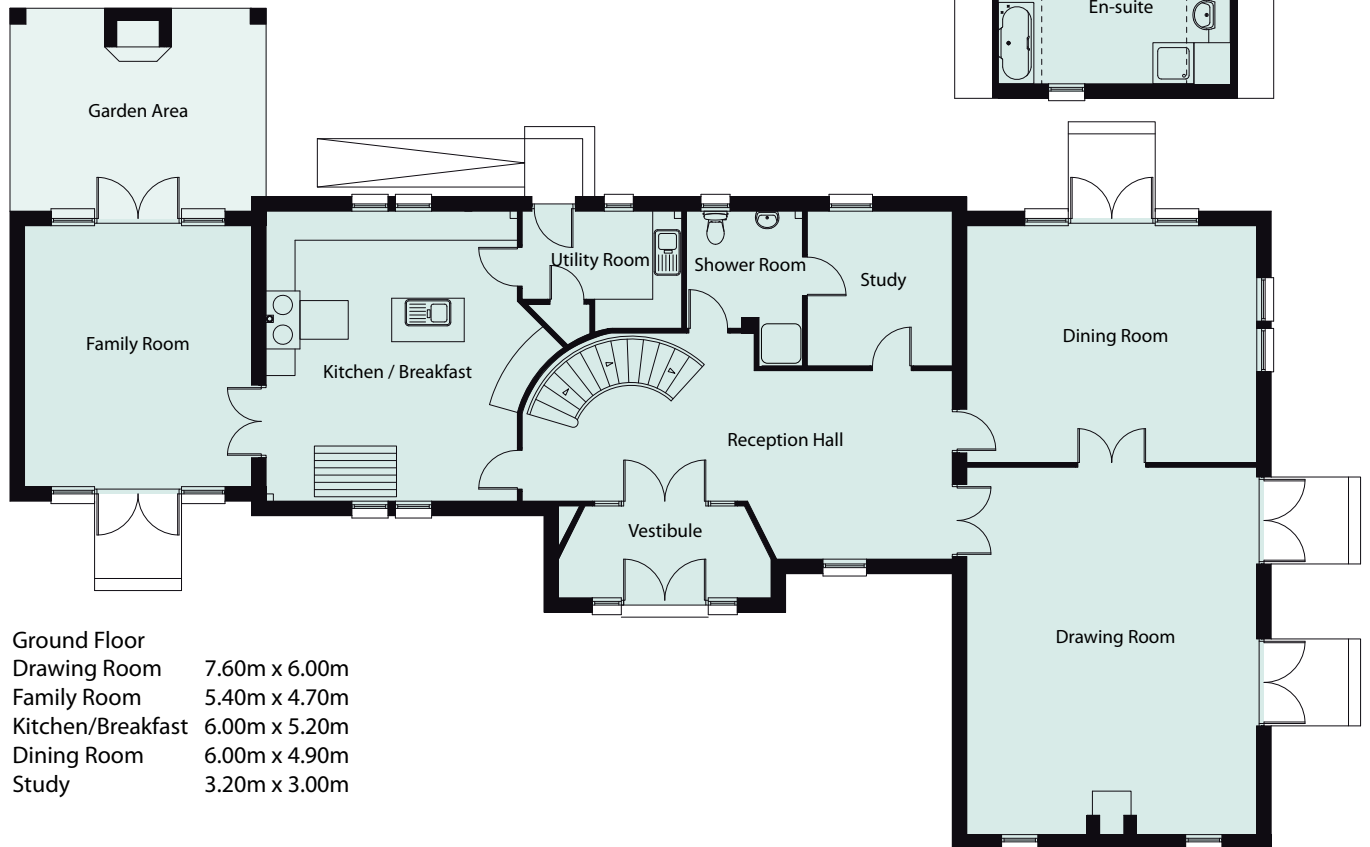 En-suite
Garden Area
Utility Room
Shower Room
Study
Family Room
Dining Room
Kitchen / Breakfast
Reception Hall
Vestibule
Drawing Room
Ground Floor
Drawing Room 7.60m x 6.00m
Family Room 5.40m x 4.70m
Kitchen/Breakfast 6.00m x 5.20m
Dining Room 6.00m x 4.90m
Study 3.20m x 3.00m